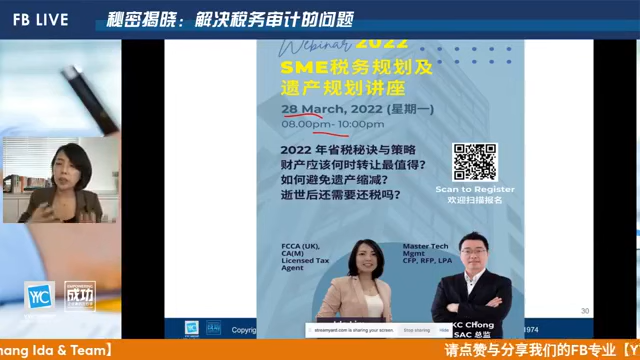 FB LIVE
秘密揭晓：解决税务审计的问题
Webinar 2022
SME税务规划及
遗产规划讲座
28 March, 2022 (星期一)
08.00pm- 10:00pm
2022 年省税秘诀与策略
财产应该何时转让最值得？
如何避免遗产缩减？
逝世后还需要还税吗？
Scan to Register
欢迎扫描报名
FCCA (UK),
CA(M)
Licensed Tax
Agent
Master Tech
Mgmt
CFP, RFP, LPA
YYC
成功
streamyard.com is sharing your screen
Stop sharing
Hide
KC Chong
SAC 总监
30
YYC
Copyrig
1974
hang Ida & Team】
请点赞与分享我们的FB专业【Y